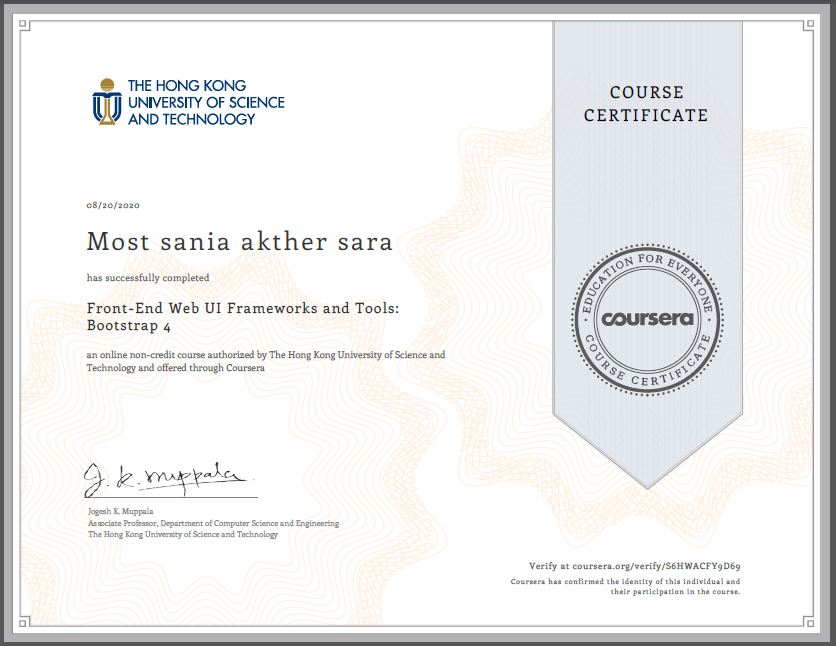 THE HONG KONG
UNIVERSITY OF SCIENCE
AND TECHNOLOGY
COURSE
CERTIFICATE
08/20/2020
Most sania akther sara
has successfully completed
Front-End Web UI Frameworks and Tools:
Bootstrap 4
an online non-credit course authorized by The Hong Kong University of Science and
Technology and offered through Coursera
EDUCATION FOR EVERYONE
coursera
COURSE CERTIFICATE
J. K. Muppala
Jogesh K. Muppala
Associate Professor, Department of Computer Science and Engineering
The Hong Kong University of Science and Technology
Verify at coursera.org/verify/S6HWACFY9D69
Coursera has confirmed the identity of this individual and
their participation in the course.